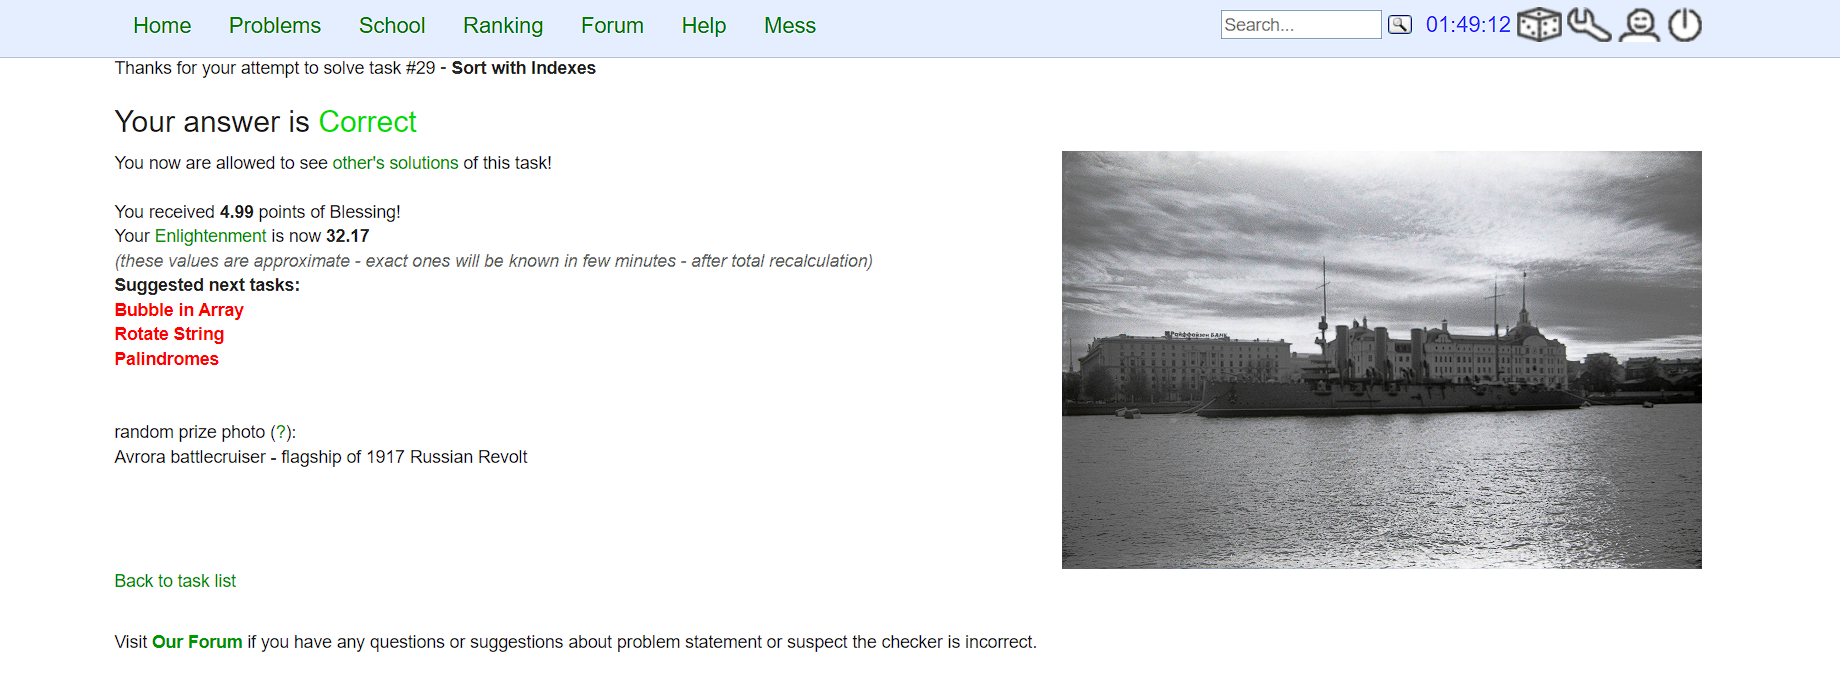 Home Problems School Ranking Forum Help Mess Search... 01:49:12
Thanks for your attempt to solve task #29 - Sort with Indexes
Your answer is Correct
You now are allowed to see other's solutions of this task!
You received 4.99 points of Blessing!
Your Enlightenment is now 32.17
(these values are approximate - exact ones will be known in few minutes - after total recalculation)
Suggested next tasks:
Bubble in Array
Rotate String
Palindromes
random prize photo (?):
Avrora battlecruiser - flagship of 1917 Russian Revolt
Райффайзен БАНК
Back to task list
Visit Our Forum if you have any questions or suggestions about problem statement or suspect the checker is incorrect.